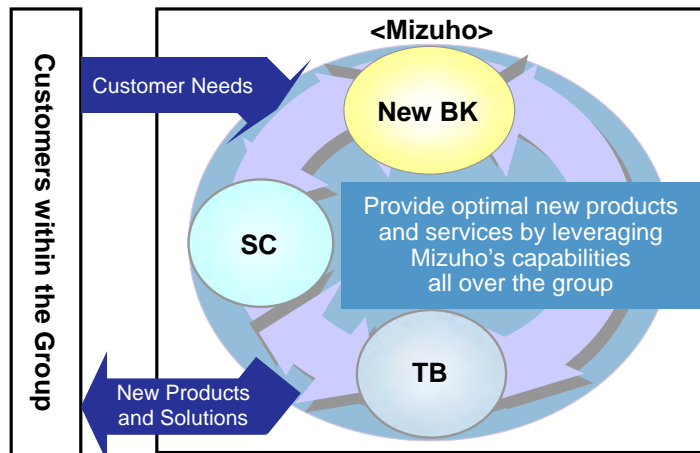 <Mizuho>
Customers within the Group
Customer Needs
New BK
SC
Provide optimal new products
and services by leveraging
Mizuho's capabilities
all over the group
TB
New Products
and Solutions